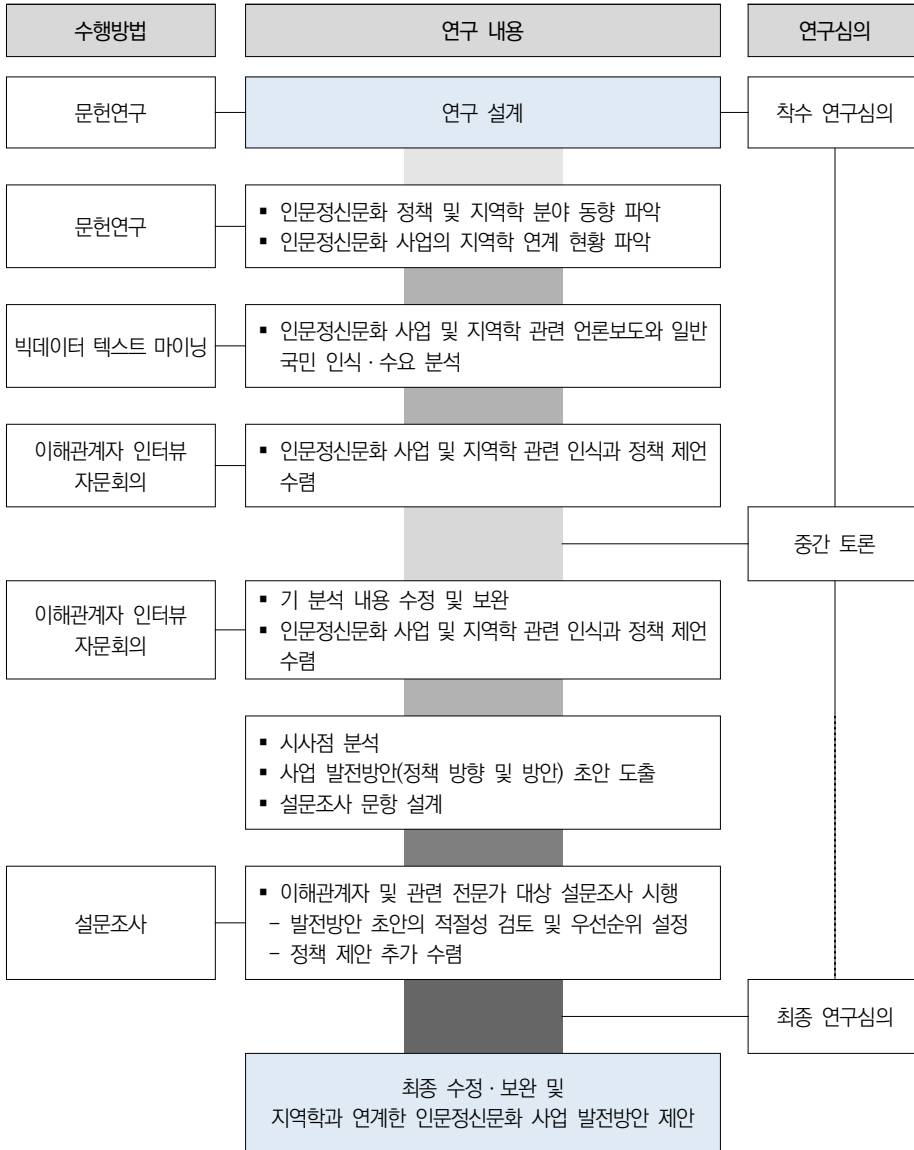 수행방법
연구 내용
연구심의
문헌연구
연구 설계
착수 연구심의
문헌연구
▪ 인문정신문화 정책 및 지역학 분야 동향 파악
▪ 인문정신문화 사업의 지역학 연계 현황 파악
빅데이터 텍스트 마이닝
▪ 인문정신문화 사업 및 지역학 관련 언론보도와 일반
국민 인식 · 수요 분석
이해관계자 인터뷰
자문회의
▪ 인문정신문화 사업 및 지역학 관련 인식과 정책 제언
수렴
중간 토론
이해관계자 인터뷰
자문회의
▪ 기 분석 내용 수정 및 보완
▪ 인문정신문화 사업 및 지역학 관련 인식과 정책 제언
수렴
▪ 시사점 분석
▪ 사업 발전방안(정책 방향 및 방안) 초안 도출
▪ 설문조사 문항 설계
설문조사
▪ 이해관계자 및 관련 전문가 대상 설문조사 시행
– 발전방안 초안의 적절성 검토 및 우선순위 설정
– 정책 제안 추가 수렴
최종 연구심의
최종 수정 · 보완 및
지역학과 연계한 인문정신문화 사업 발전방안 제안